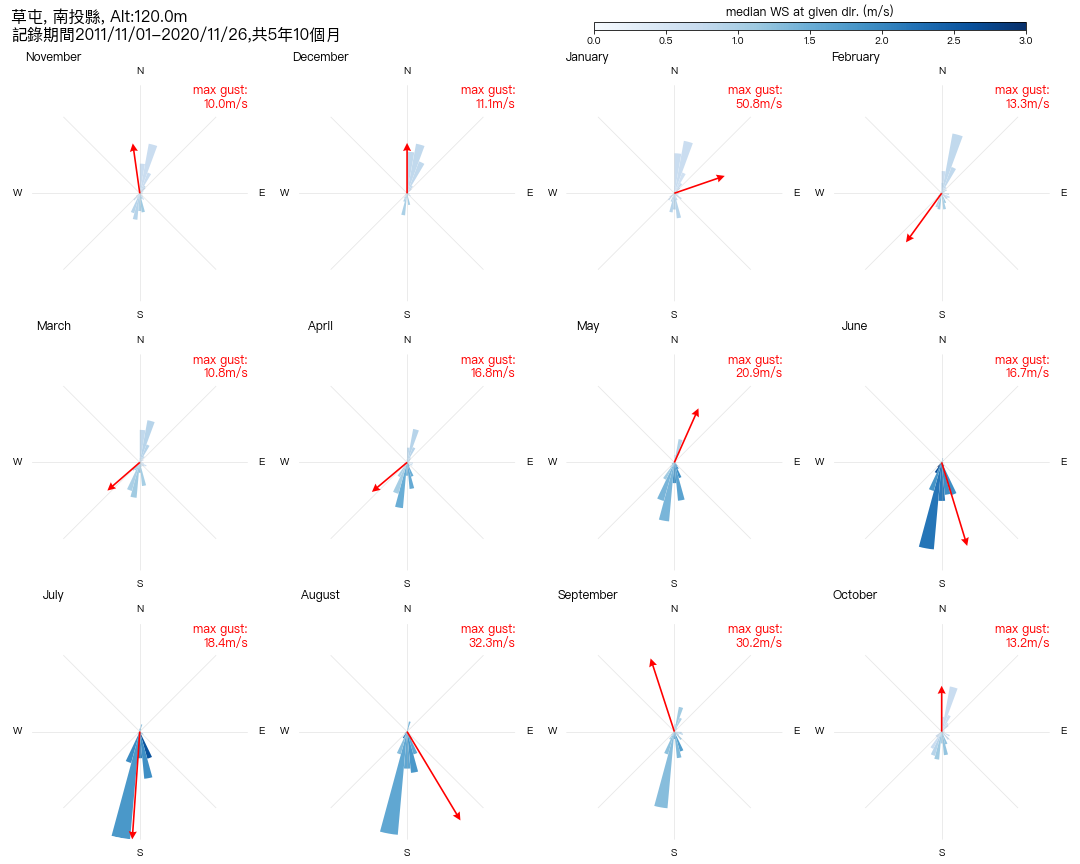 草屯, 南投縣, Alt:120.0m
記錄期間2011/11/01–2020/11/26,共5年10個月
median WS at given dir. (m/s)
0.0 0.5 1.0 1.5 2.0 2.5 3.0
November
N
max gust:
10.0m/s
W
E
S
December
N
max gust:
11.1m/s
W
E
S
January
N
max gust:
50.8m/s
W
E
S
February
N
max gust:
13.3m/s
W
E
S
March
N
max gust:
10.8m/s
W
E
S
April
N
max gust:
16.8m/s
W
E
S
May
N
max gust:
20.9m/s
W
E
S
June
N
max gust:
16.7m/s
W
E
S
July
N
max gust:
18.4m/s
W
E
S
August
N
max gust:
32.3m/s
W
E
S
September
N
max gust:
30.2m/s
W
E
S
October
N
max gust:
13.2m/s
W
E
S